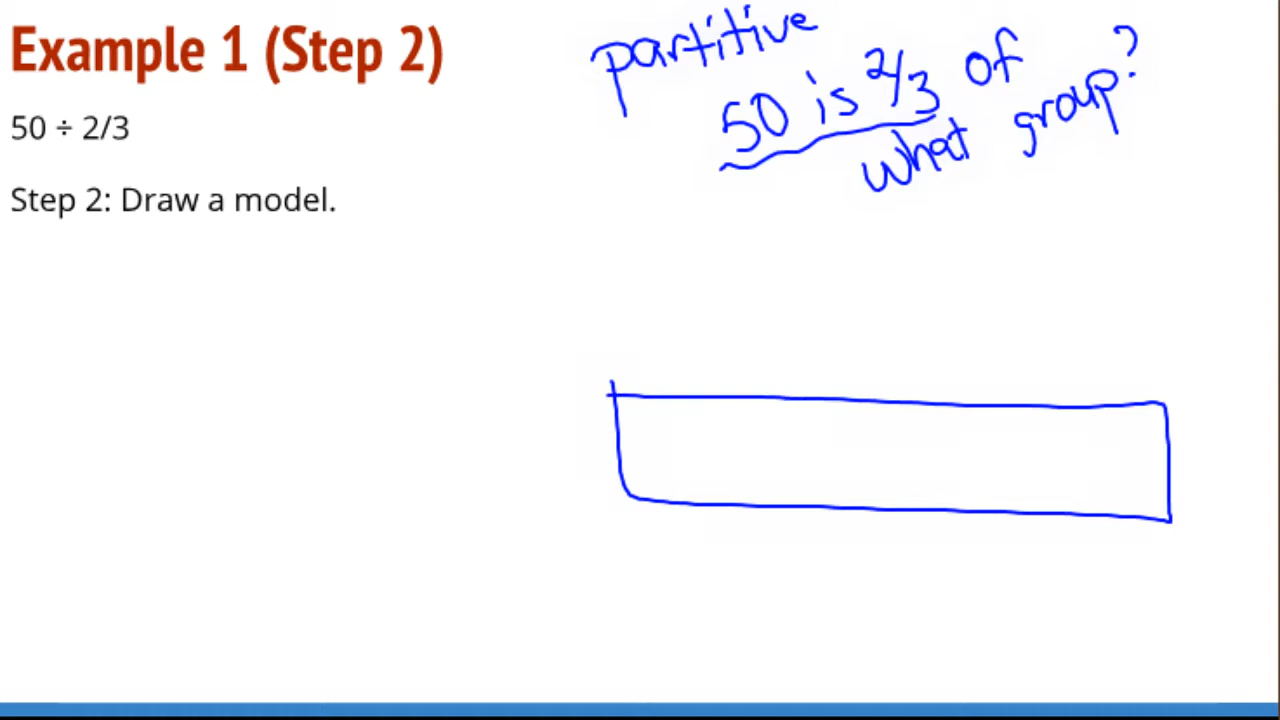 Example 1 (Step 2)
50 ÷ 2/3
Step 2: Draw a model.
partitive
50 is 2/3 of
what group?